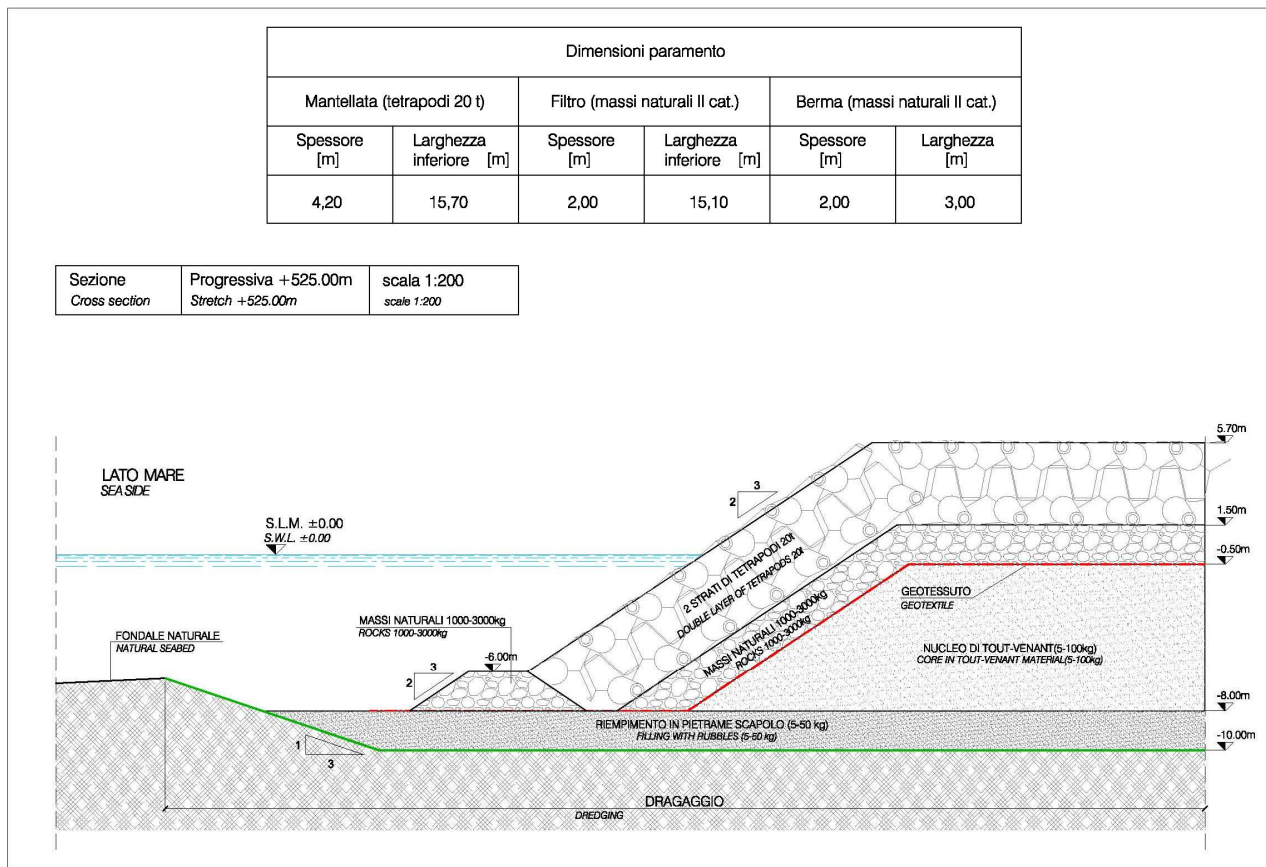 Dimensioni paramento
Mantellata (tetrapodi 20 t)
Filtro (massi naturali II cat.)
Berma (massi naturali II cat.)
Spessore
[m]
Larghezza
inferiore [m]
Spessore
[m]
Larghezza
inferiore [m]
Spessore
[m]
Larghezza
[m]
4,20
15,70
2,00
15,10
2,00
3,00
Sezione
Cross section
Progressiva +525.00m
Stretch +525.00m
scala 1:200
scale 1:200
5.70m
LATO MARE
SEA SIDE
3
2
S.L.M. ±0.00
S.W.L. ±0.00
1.50m
-0.50m
2 STRATI DI TETRAPODI 20t
DOUBLE LAYER OF TETRAPODS 20t
GEOTESSUTO
GEOTEXTILE
MASSI NATURALI 1000-3000kg
ROCKS 1000-3000kg
FONDALE NATURALE
NATURAL SEABED
-6.00m
3
2
MASSI NATURALI 1000-3000kg
ROCKS 1000-3000kg
NUCLEO DI TOUT-VENANT(5-100kg)
CORE IN TOUT-VENANT MATERIAL(5-100kg)
-8.00m
RIEMPIMENTO IN PIETRAME SCAPOLO (5-50 kg)
FILLING WITH RUBBLES (5-50 kg)
1
3
-10.00m
DRAGAGGIO
DREDGING